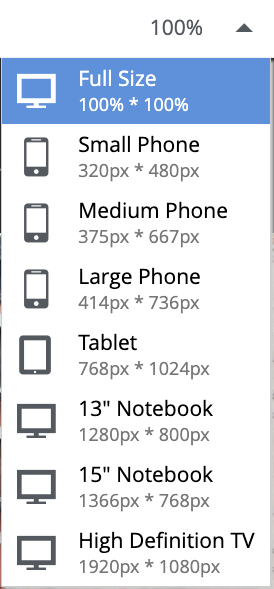 100%
Full Size
100% * 100%
Small Phone
320px * 480px
Medium Phone
375px * 667px
Large Phone
414px * 736px
Tablet
768px * 1024px
13" Notebook
1280px * 800px
15" Notebook
1366px * 768px
High Definition TV
1920px * 1080px